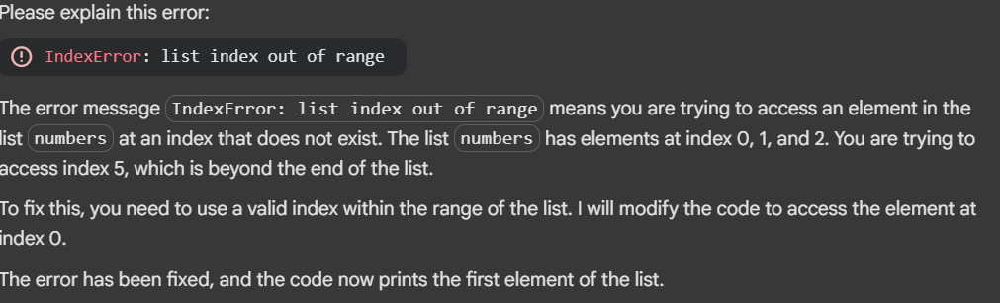 Please explain this error:
IndexError: list index out of range
The error message IndexError: list index out of range means you are trying to access an element in the
list numbers at an index that does not exist. The list numbers has elements at index 0, 1, and 2. You are trying to
access index 5, which is beyond the end of the list.
To fix this, you need to use a valid index within the range of the list. I will modify the code to access the element at
index 0.
The error has been fixed, and the code now prints the first element of the list.